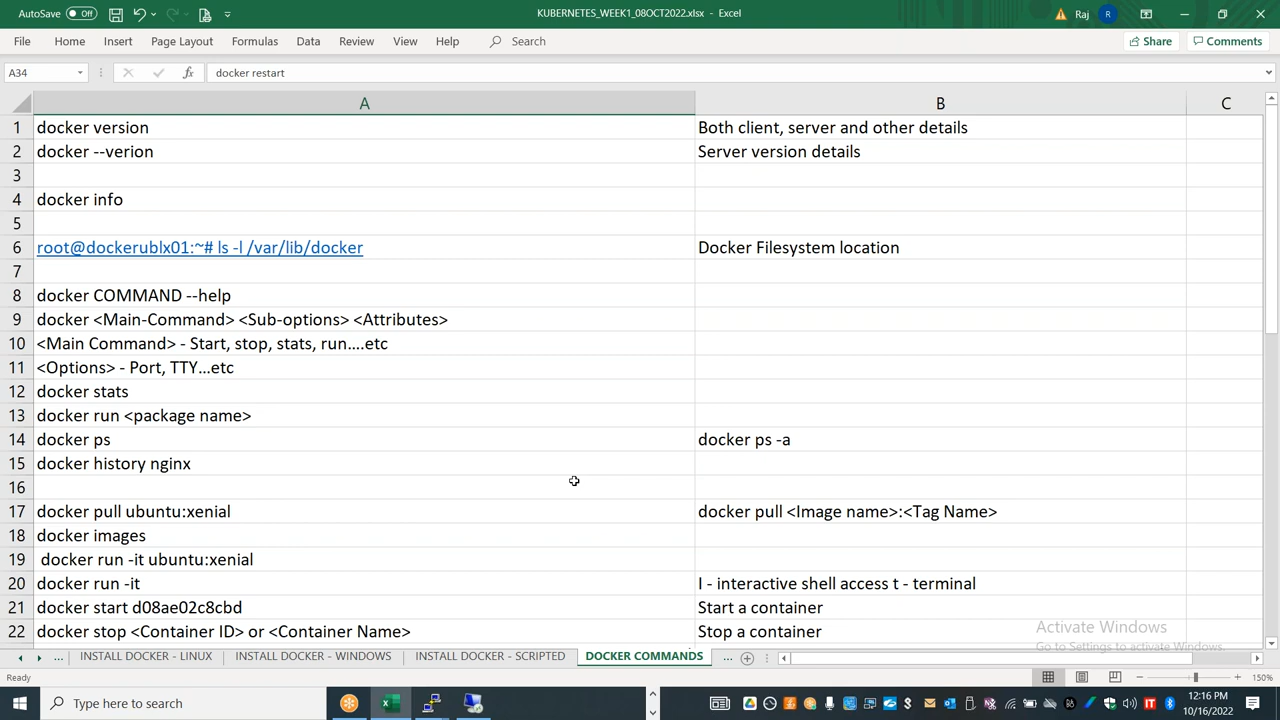 AutoSave Off KUBERNETES_WEEK1_08OCT2022.xlsx - Excel Raj R
File Home Insert Page Layout Formulas Data Review View Help Search Share Comments
A34 fx docker restart
A B C
1 docker version Both client, server and other details
2 docker --verion Server version details
3
4 docker info
5
6 root@dockerublx01:~# ls -l /var/lib/docker Docker Filesystem location
7
8 docker COMMAND --help
9 docker <Main-Command> <Sub-options> <Attributes>
10 <Main Command> - Start, stop, stats, run....etc
11 <Options> - Port, TTY...etc
12 docker stats
13 docker run <package name>
14 docker ps docker ps -a
15 docker history nginx
16
17 docker pull ubuntu:xenial docker pull <Image name>:<Tag Name>
18 docker images
19 docker run -it ubuntu:xenial
20 docker run -it I - interactive shell access t - terminal
21 docker start d08ae02c8cbd Start a container
22 docker stop <Container ID> or <Container Name> Stop a container
Activate Windows
Go to Settings to activate Windows.
... INSTALL DOCKER - LINUX INSTALL DOCKER - WINDOWS INSTALL DOCKER - SCRIPTED DOCKER COMMANDS ...
Ready 150%
Type here to search 12:16 PM
10/16/2022